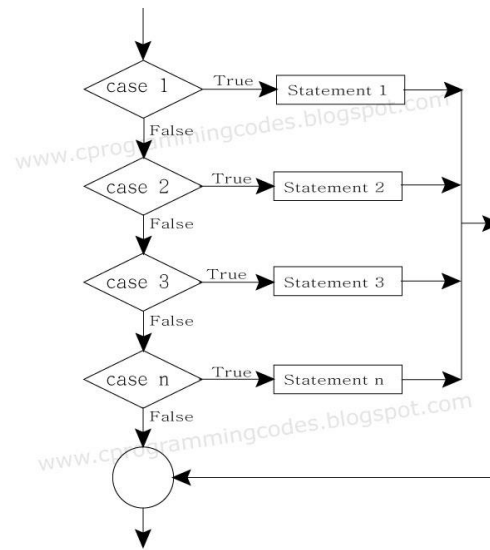 case 1
True
Statement 1
False
www.cprogrammingcodes.blogspot.com
case 2
True
Statement 2
False
case 3
True
Statement 3
False
case n
True
Statement n
False
www.cprogrammingcodes.blogspot.com